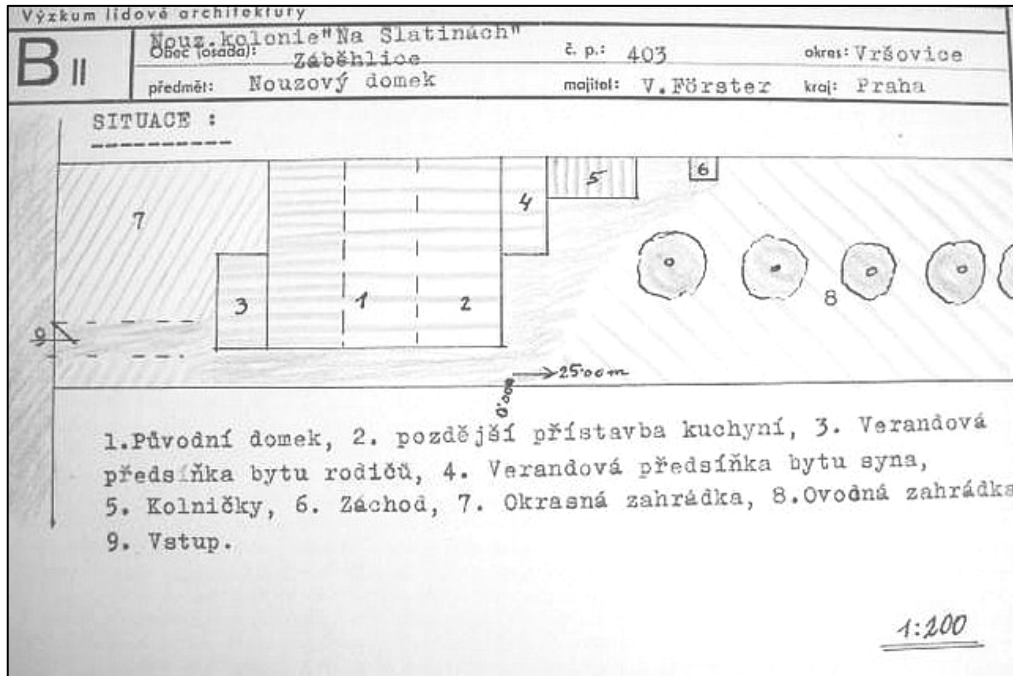 Výzkum lidové architektury
B II
Nouz.kolonie"Na Slatinách"
Obec (osada): Záběhlice č. p.: 403 okres: Vršovice
předmět: Nouzový domek majitel: V.Förster kraj: Praha
SITUACE :
7
3
1
2
4
5
6
8
9
25.00m
0.000
1.Původní domek, 2. pozdější přístavba kuchyní, 3. Verandová
předsíňka bytu rodičů, 4. Verandová předsíňka bytu syna,
5. Kolničky, 6. Záchod, 7. Okrasná zahrádka, 8.Ovodná zahrádka
9. Vstup.
1:200